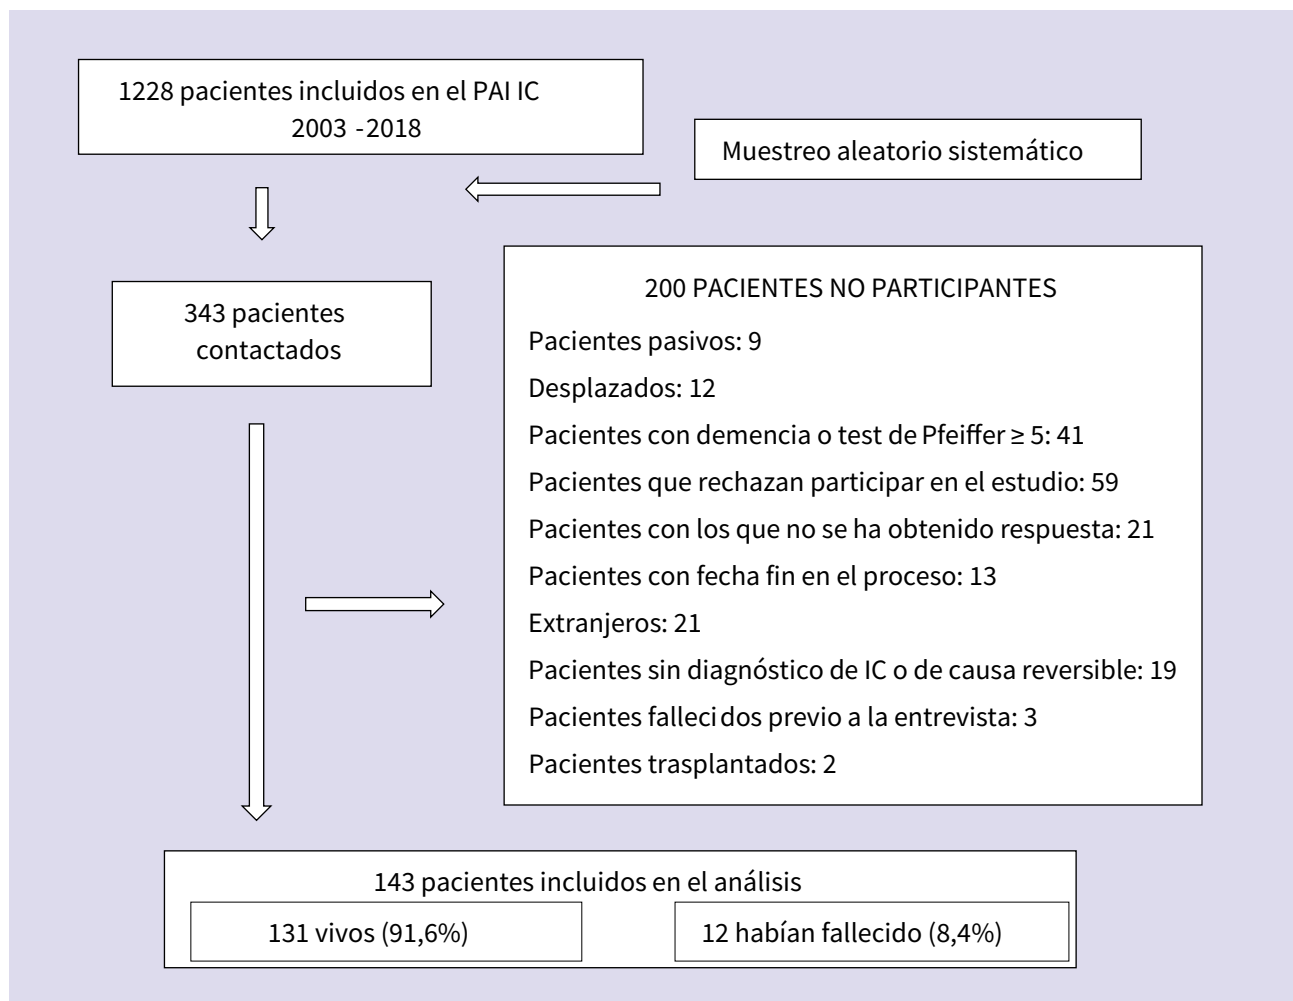 1228 pacientes incluidos en el PAI IC
2003 -2018
Muestreo aleatorio sistemático
343 pacientes
contactados
200 PACIENTES NO PARTICIPANTES
Pacientes pasivos: 9
Desplazados: 12
Pacientes con demencia o test de Pfeiffer ≥ 5: 41
Pacientes que rechazan participar en el estudio: 59
Pacientes con los que no se ha obtenido respuesta: 21
Pacientes con fecha fin en el proceso: 13
Extranjeros: 21
Pacientes sin diagnóstico de IC o de causa reversible: 19
Pacientes fallecidos previo a la entrevista: 3
Pacientes trasplantados: 2
143 pacientes incluidos en el análisis
131 vivos (91,6%)
12 habían fallecido (8,4%)